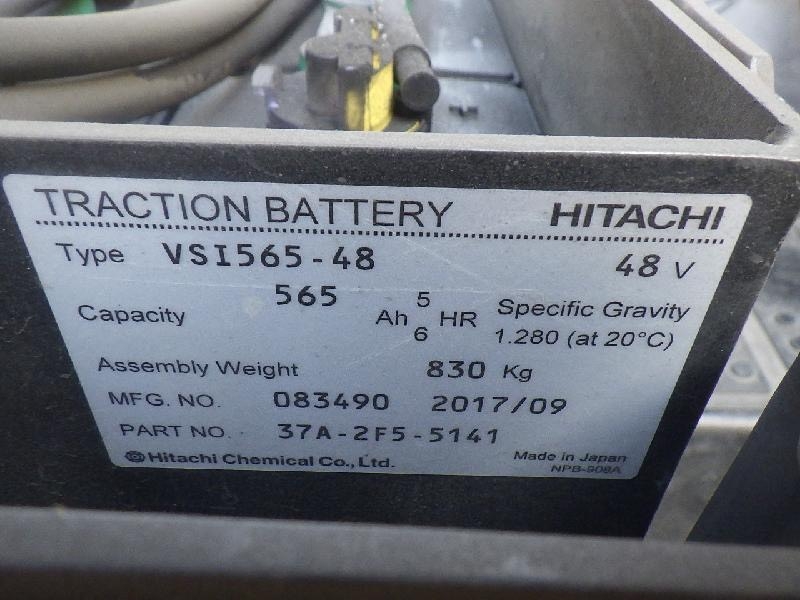 TRACTION BATTERY HITACHI
Type VSI565-48 48 V
Capacity 565 Ah 5 6 HR Specific Gravity
1.280 (at 20°C)
Assembly Weight 830 Kg
MFG. NO. 083490 2017/09
PART NO. 37A-2F5-5141
Hitachi Chemical Co., Ltd. Made in Japan
NPB-908A